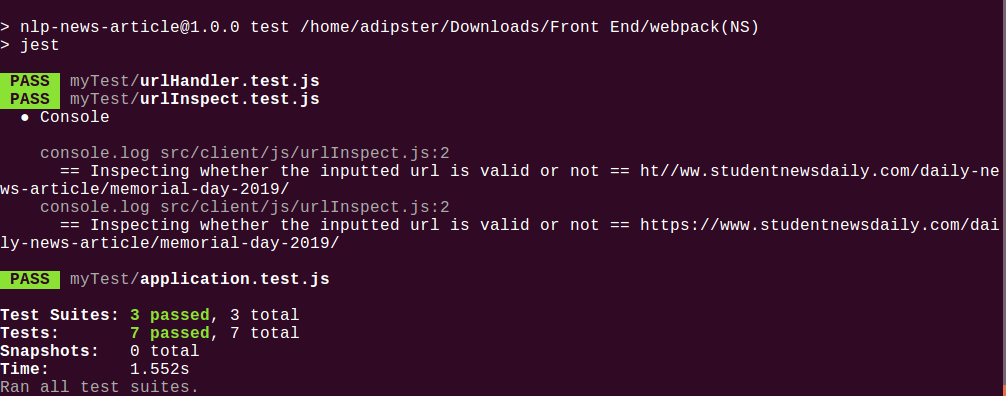 > nlp-news-article@1.0.0 test /home/adipster/Downloads/Front End/webpack(NS)
> jest
PASS myTest/urlHandler.test.js
PASS myTest/urlInspect.test.js
● Console
console.log src/client/js/urlInspect.js:2
== Inspecting whether the inputted url is valid or not == ht//ww.studentnewsdaily.com/daily-ne
ws-article/memorial-day-2019/
console.log src/client/js/urlInspect.js:2
== Inspecting whether the inputted url is valid or not == https://www.studentnewsdaily.com/dai
ly-news-article/memorial-day-2019/
PASS myTest/application.test.js
Test Suites: 3 passed, 3 total
Tests: 7 passed, 7 total
Snapshots: 0 total
Time: 1.552s
Ran all test suites.